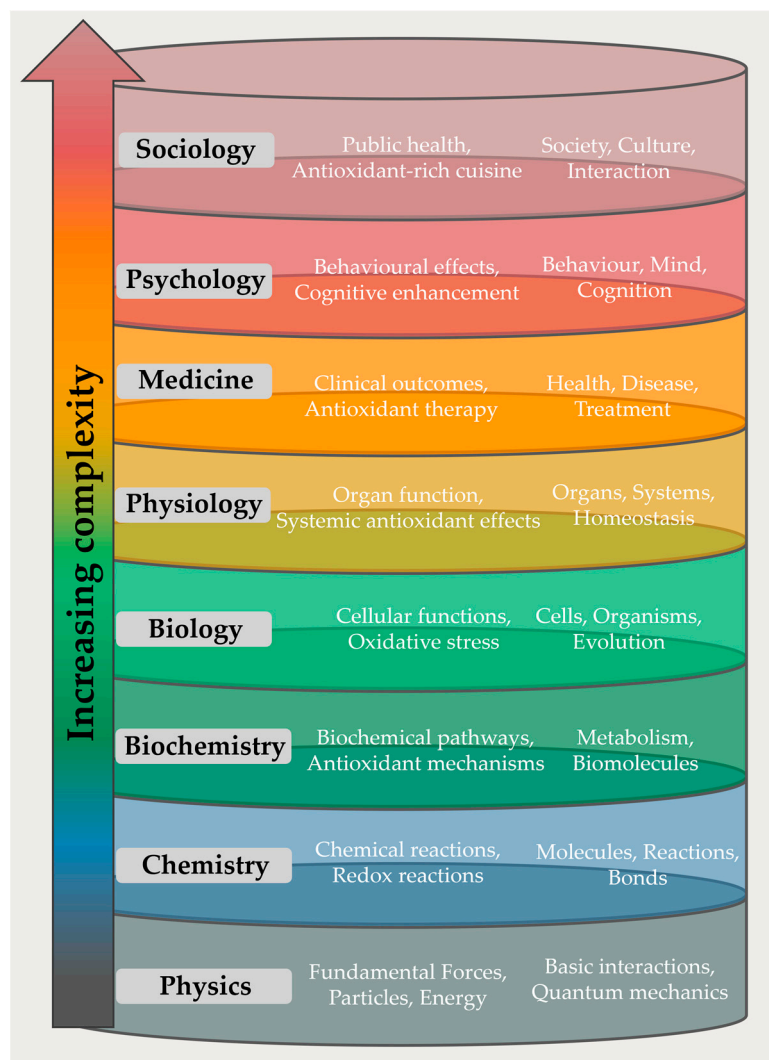 Increasing complexity
Sociology
Public health,
Antioxidant-rich cuisine
Society, Culture,
Interaction
Psychology
Behavioural effects,
Cognitive enhancement
Behaviour, Mind,
Cognition
Medicine
Clinical outcomes,
Antioxidant therapy
Health, Disease,
Treatment
Physiology
Organ function,
Systemic antioxidant effects
Organs, Systems,
Homeostasis
Biology
Cellular functions,
Oxidative stress
Cells, Organisms,
Evolution
Biochemistry
Biochemical pathways,
Antioxidant mechanisms
Metabolism,
Biomolecules
Chemistry
Chemical reactions,
Redox reactions
Molecules, Reactions,
Bonds
Physics
Fundamental Forces,
Particles, Energy
Basic interactions,
Quantum mechanics